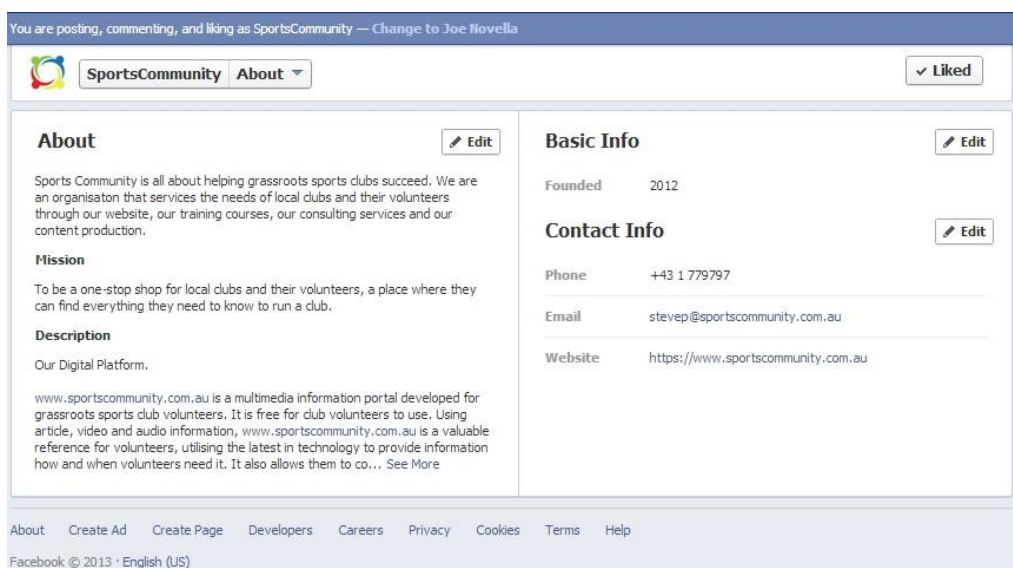 You are posting, commenting, and liking as SportsCommunity — Change to Joe Novella
SportsCommunity About
Liked
About
Edit
Sports Community is all about helping grassroots sports clubs succeed. We are
an organisaton that services the needs of local clubs and their volunteers
through our website, our training courses, our consulting services and our
content production.
Mission
To be a one-stop shop for local clubs and their volunteers, a place where they
can find everything they need to know to run a club.
Description
Our Digital Platform.
www.sportscommunity.com.au is a multimedia information portal developed for
grassroots sports club volunteers. It is free for club volunteers to use. Using
article, video and audio information, www.sportscommunity.com.au is a valuable
reference for volunteers, utilising the latest in technology to provide information
how and when volunteers need it. It also allows them to co... See More
Basic Info
Edit
Founded 2012
Contact Info
Edit
Phone +43 1 779797
Email stevep@sportscommunity.com.au
Website https://www.sportscommunity.com.au
About Create Ad Create Page Developers Careers Privacy Cookies Terms Help
Facebook © 2013 · English (US)